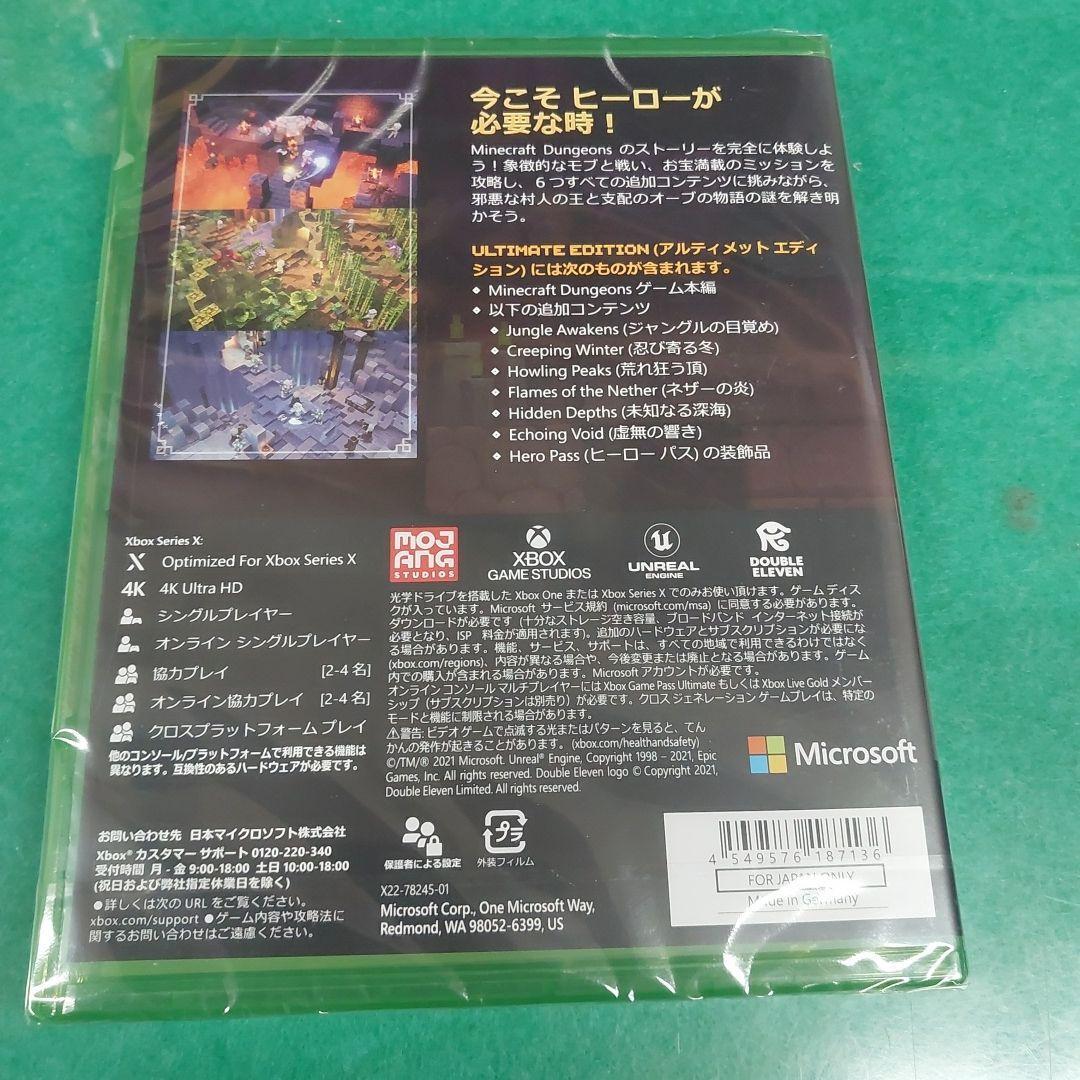 今こそ ヒーローが
必要な時！
Minecraft Dungeons のストーリーを完全に体験しよ
う！象徴的なモブと戦い、お宝満載のミッションを
攻略し、6つすべての追加コンテンツに挑みながら、
邪悪な村人の王と支配のオーブの物語の謎を解き明
かそう。
ULTIMATE EDITION (アルティメット エディ
ション) には次のものが含まれます。
◆ Minecraft Dungeons ゲーム本編
◆ 以下の追加コンテンツ
◆ Jungle Awakens (ジャングルの目覚め)
◆ Creeping Winter (忍び寄る冬)
◆ Howling Peaks (荒れ狂う頂)
◆ Flames of the Nether (ネザーの炎)
◆ Hidden Depths (未知なる深海)
◆ Echoing Void (虚無の響き)
◆ Hero Pass (ヒーロー パス) の装飾品
Xbox Series X:
X Optimized For Xbox Series X
4K 4K Ultra HD
シングルプレイヤー
オンライン シングルプレイヤー
協力プレイ [2-4 名]
オンライン協力プレイ [2-4 名]
クロスプラットフォーム プレイ
他のコンソール/プラットフォームで利用できる機能は
異なります。互換性のあるハードウェアが必要です。
MOJANG
STUDIOS
XBOX
GAME STUDIOS
UNREAL
ENGINE
DOUBLE
ELEVEN
光学ドライブを搭載した Xbox One または Xbox Series X でのみお使い頂けます。ゲーム ディス
クが入っています。Microsoft サービス規約 (microsoft.com/msa) に同意する必要があります。
ダウンロードが必要です (十分なストレージ空き容量、ブロードバンド インターネット接続が
必要となり、ISP 料金が適用されます)。追加のハードウェアとサブスクリプションが必要にな
る場合があります。機能、サービス、サポートは、すべての地域で利用できるわけではなく
(xbox.com/regions)、内容が異なる場合や、今後変更または廃止となる場合があります。ゲーム
内での購入が含まれる場合があります。Microsoft アカウントが必要です。
オンライン コンソール マルチプレイヤーには Xbox Game Pass Ultimate もしくは Xbox Live Gold メンバー
シップ (サブスクリプションは別売り) が必要です。クロス ジェネレーション ゲームプレイは、特定の
モードと機能に制限される場合があります。
⚠警告: ビデオ ゲームで点滅する光またはパターンを見ると、てん
かんの発作が起きることがあります。(xbox.com/healthandsafety)
©/TM/® 2021 Microsoft. Unreal® Engine, Copyright 1998 – 2021, Epic
Games, Inc. All rights reserved. Double Eleven logo © Copyright 2021,
Double Eleven Limited. All rights reserved.
Microsoft
お問い合わせ先 日本マイクロソフト株式会社
Xbox® カスタマー サポート 0120-220-340
受付時間 月 - 金 9:00-18:00 土日 10:00-18:00
(祝日および弊社指定休業日を除く)
●詳しくは次の URL をご覧ください。
xbox.com/support ●ゲーム内容や攻略法に
関するお問い合わせはご遠慮ください。
保護者による設定
プラ
外装フィルム
X22-78245-01
Microsoft Corp., One Microsoft Way,
Redmond, WA 98052-6399, US
4 549576 187136
FOR JAPAN ONLY
Made in Germany